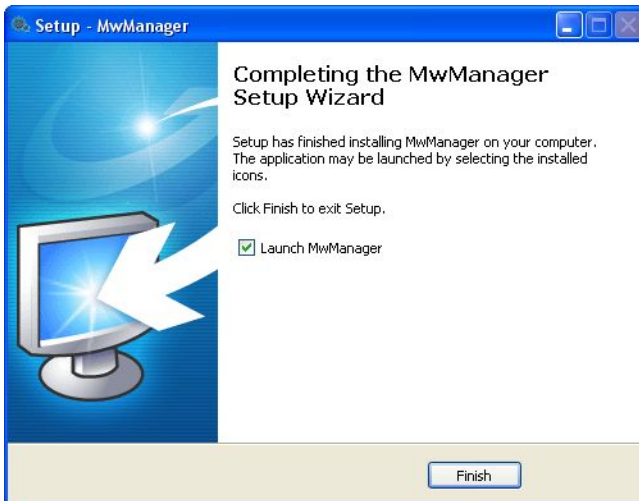 Setup - MwManager
Completing the MwManager
Setup Wizard
Setup has finished installing MwManager on your computer.
The application may be launched by selecting the installed
icons.
Click Finish to exit Setup.
Launch MwManager
Finish